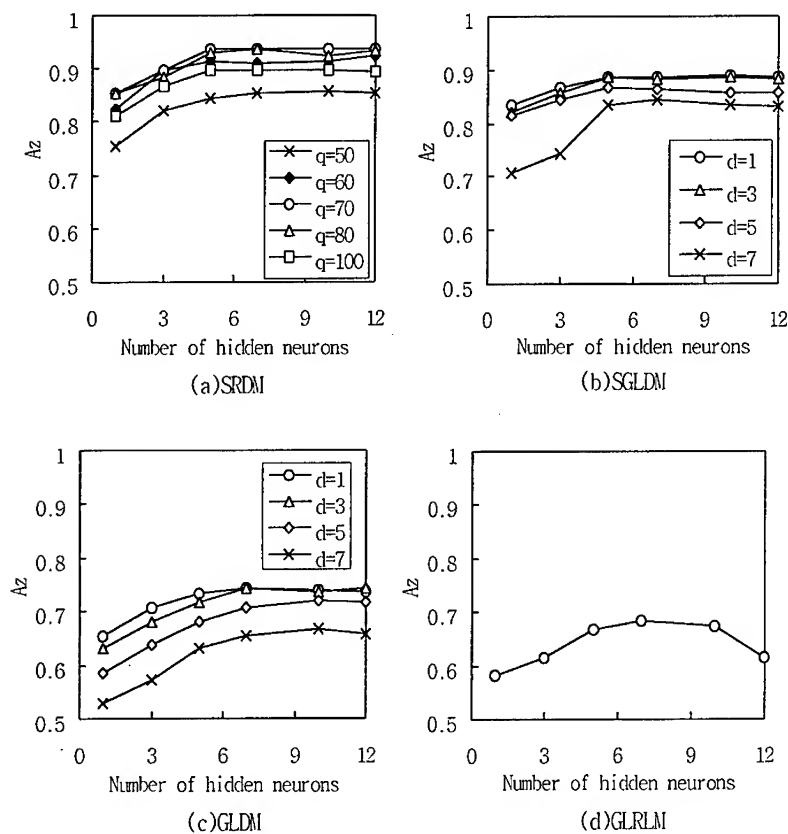 1
0.9
0.8
0.7
0.6
0.5
Az
q=50
q=60
q=70
q=80
q=100
0 3 6 9 12
Number of hidden neurons
(a)SRDM
1
0.9
0.8
0.7
0.6
0.5
Az
d=1
d=3
d=5
d=7
0 3 6 9 12
Number of hidden neurons
(b)SGLDM
1
0.9
0.8
0.7
0.6
0.5
Az
d=1
d=3
d=5
d=7
0 3 6 9 12
Number of hidden neurons
(c)GLDM
1
0.9
0.8
0.7
0.6
0.5
Az
0 3 6 9 12
Number of hidden neurons
(d)GLRLM